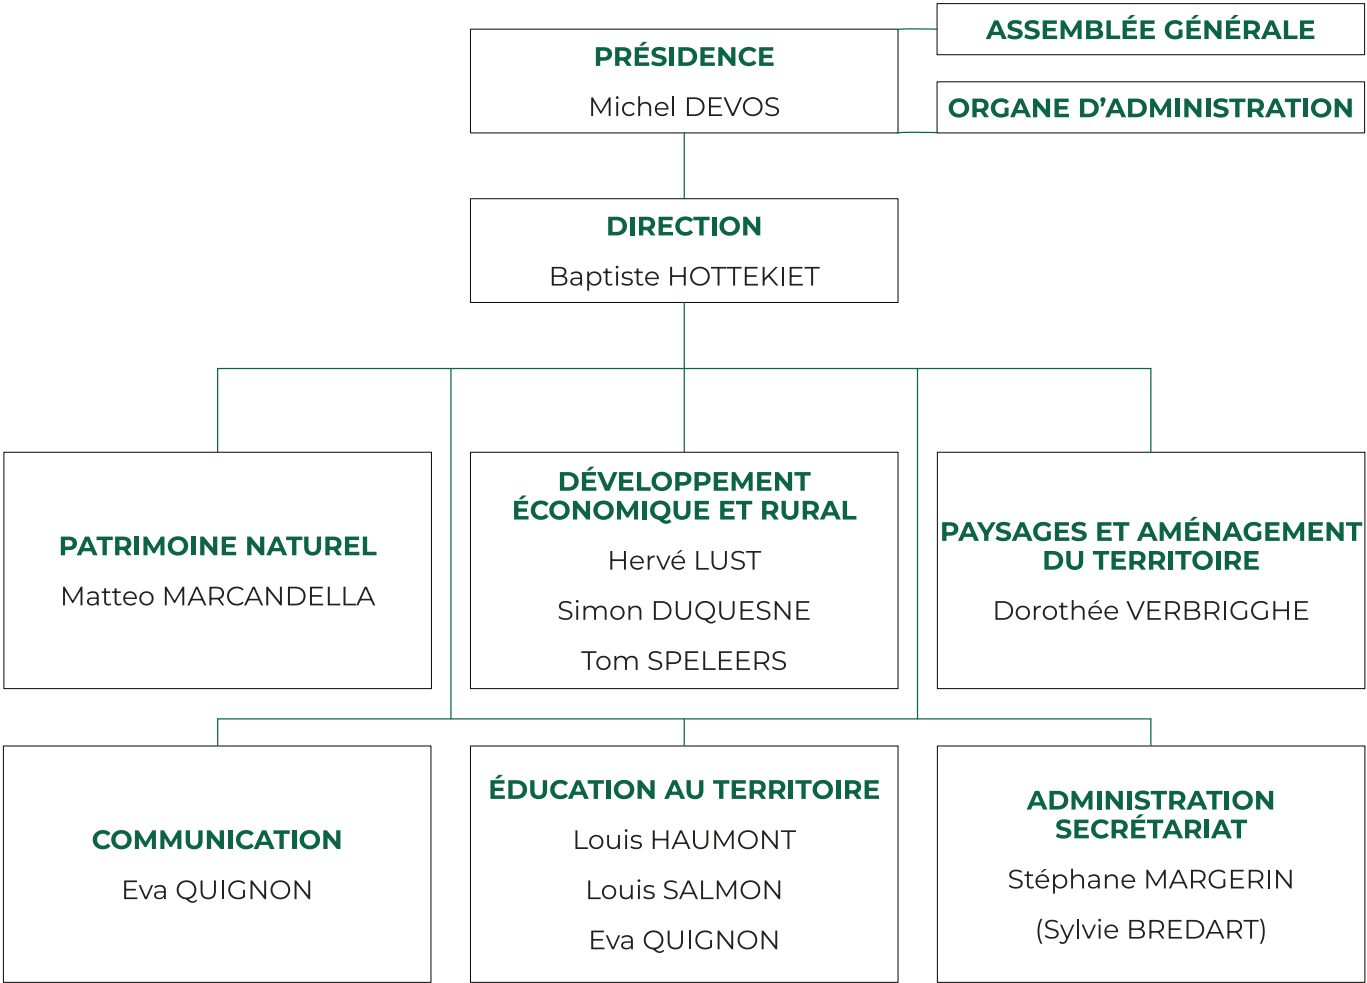 PRÉSIDENCE
Michel DEVOS
ASSEMBLÉE GÉNÉRALE
ORGANE D’ADMINISTRATION
DIRECTION
Baptiste HOTTEKIET
PATRIMOINE NATUREL
Matteo MARCANDELLA
DÉVELOPPEMENT
ÉCONOMIQUE ET RURAL
Hervé LUST
Simon DUQUESNE
Tom SPELEERS
PAYSAGES ET AMÉNAGEMENT
DU TERRITOIRE
Dorothée VERBRIGGHE
COMMUNICATION
Eva QUIGNON
ÉDUCATION AU TERRITOIRE
Louis HAUMONT
Louis SALMON
Eva QUIGNON
ADMINISTRATION
SECRÉTARIAT
Stéphane MARGERIN
(Sylvie BREDART)